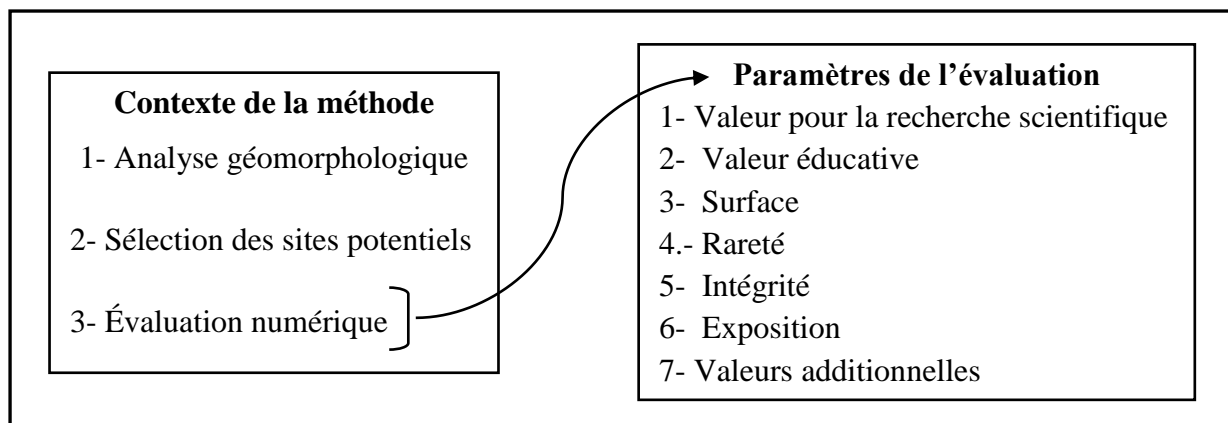 Contexte de la méthode
1- Analyse géomorphologique
2- Sélection des sites potentiels
3- Évaluation numérique
Paramètres de l’évaluation
1- Valeur pour la recherche scientifique
2- Valeur éducative
3- Surface
4.- Rareté
5- Intégrité
6- Exposition
7- Valeurs additionnelles